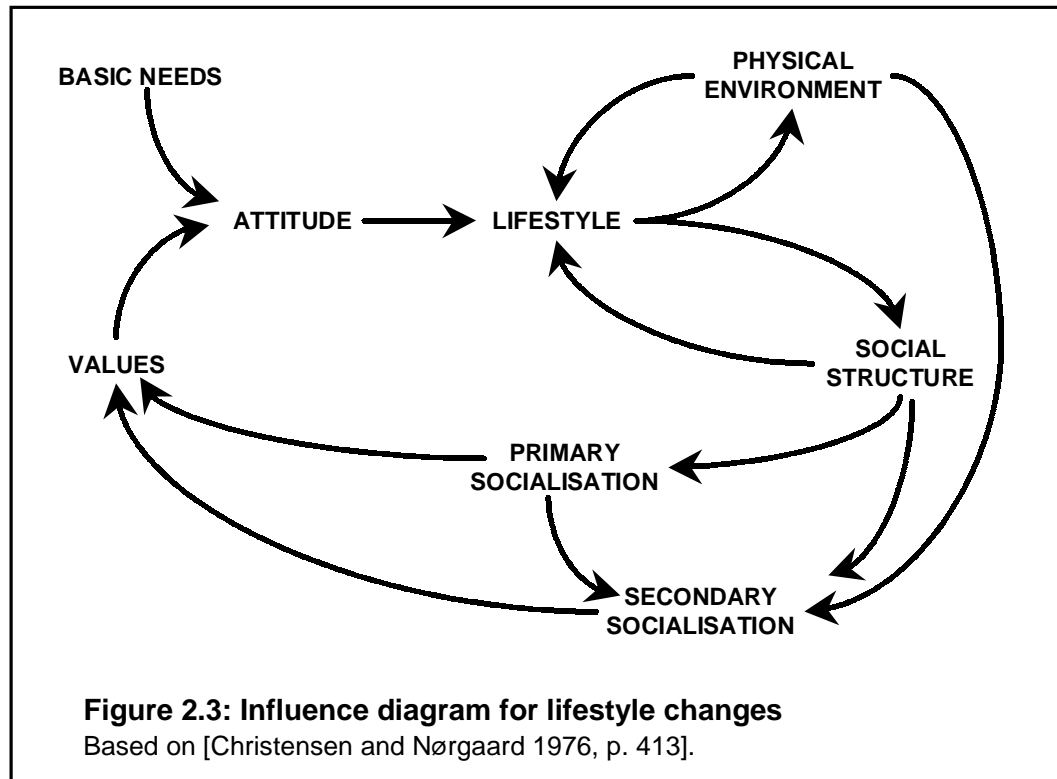 BASIC NEEDS
PHYSICAL
ENVIRONMENT
ATTITUDE
LIFESTYLE
VALUES
SOCIAL
STRUCTURE
PRIMARY
SOCIALISATION
SECONDARY
SOCIALISATION
Figure 2.3: Influence diagram for lifestyle changes
Based on [Christensen and Nørgaard 1976, p. 413].